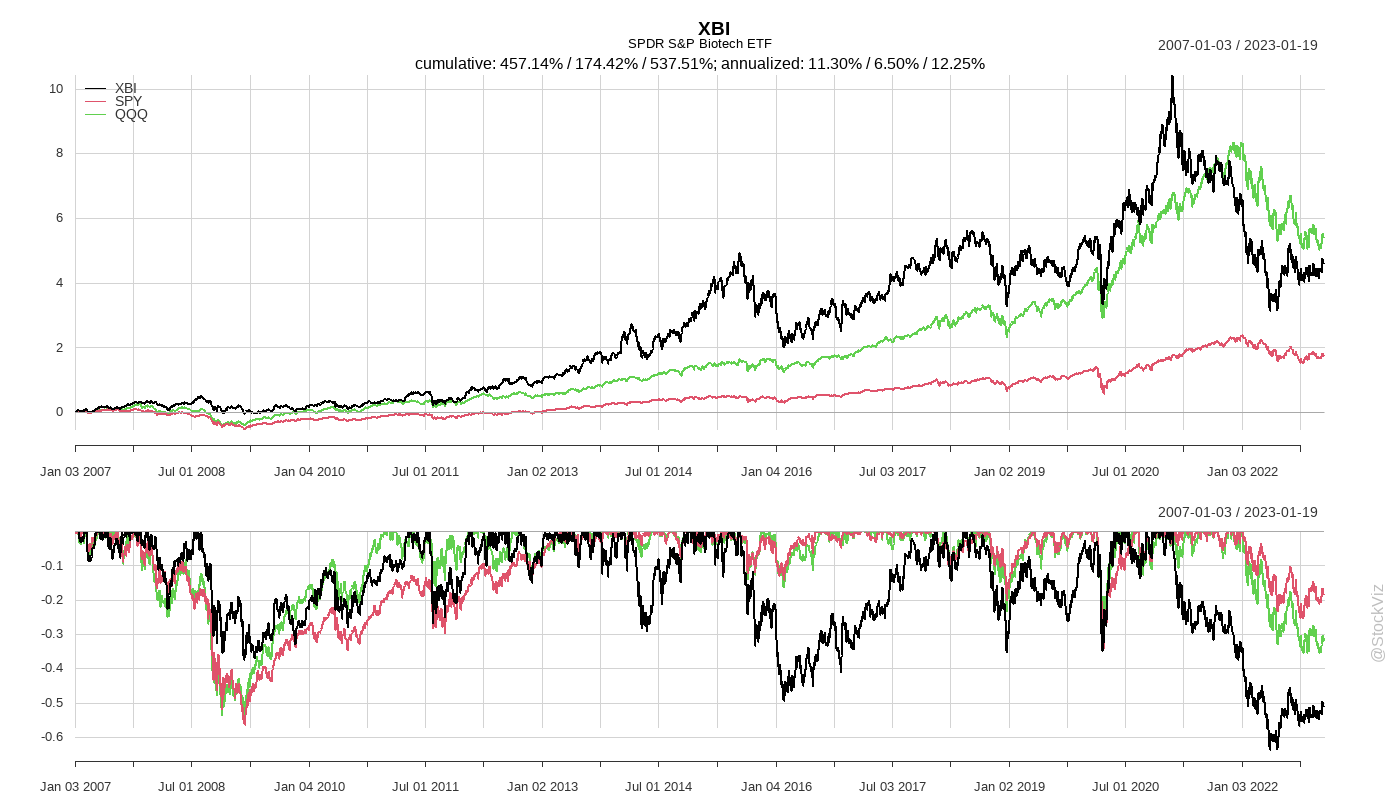 XBI
SPDR S&P Biotech ETF
2007-01-03 / 2023-01-19
cumulative: 457.14% / 174.42% / 537.51%; annualized: 11.30% / 6.50% / 12.25%
XBI
SPY
QQQ
10
8
6
4
2
0
Jan 03 2007 Jul 01 2008 Jan 04 2010 Jul 01 2011 Jan 02 2013 Jul 01 2014 Jan 04 2016 Jul 03 2017 Jan 02 2019 Jul 01 2020 Jan 03 2022
2007-01-03 / 2023-01-19
-0.1
-0.2
-0.3
-0.4
-0.5
-0.6
Jan 03 2007 Jul 01 2008 Jan 04 2010 Jul 01 2011 Jan 02 2013 Jul 01 2014 Jan 04 2016 Jul 03 2017 Jan 02 2019 Jul 01 2020 Jan 03 2022
@StockViz